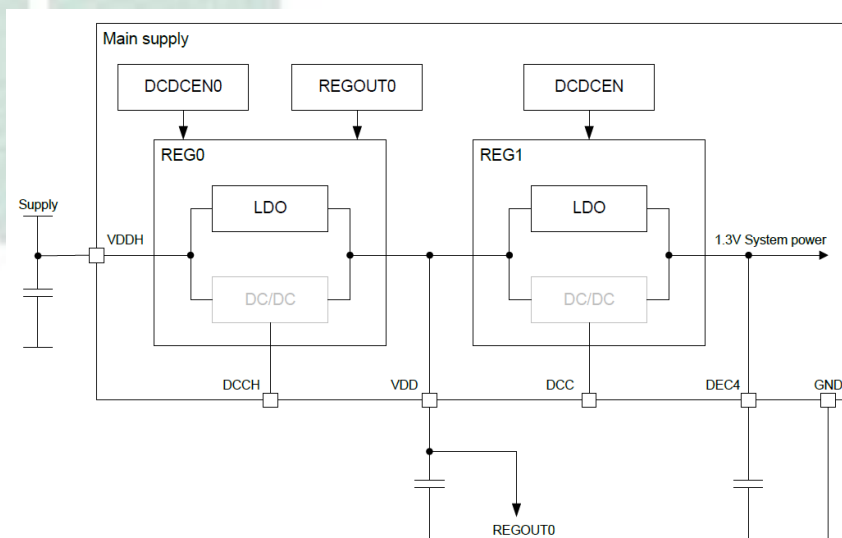 Main supply
DCDCEN0
REGOUT0
DCDCEN
REG0
REG1
LDO
LDO
Supply
VDDH
1.3V System power
DC/DC
DC/DC
DCCH
VDD
DCC
DEC4
GND
REGOUT0